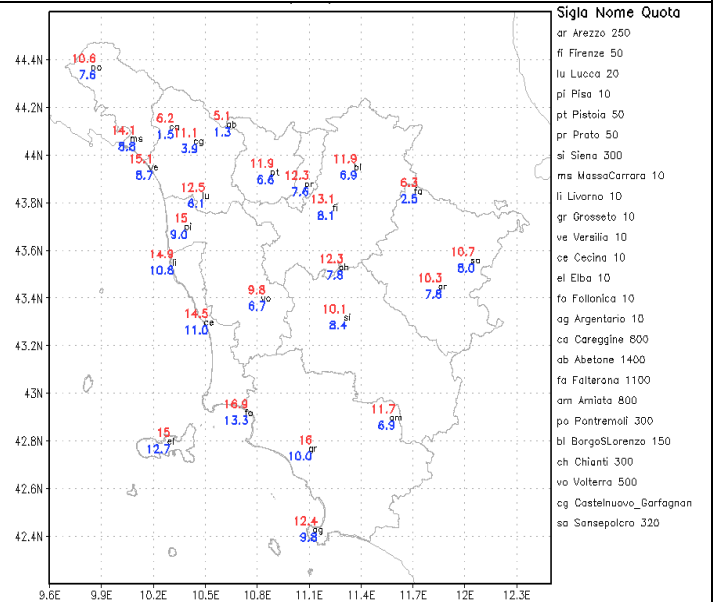 Sigla Nome Quota
ar Arezzo 250
fi Firenze 50
lu Lucca 20
pi Pisa 10
pt Pistoia 50
pr Prato 50
si Siena 300
ms MassaCarrara 10
li Livorno 10
gr Grosseto 10
ve Versilia 10
ce Cecina 10
el Elba 10
fo Follonica 10
ag Argentario 10
ca Careggine 800
ab Abetone 1400
fa Falterona 1100
am Amiata 800
po Pontremoli 300
bl BorgoSLorenzo 150
ch Chianti 300
vo Volterra 500
cg Castelnuovo_Garfagnan
sa Sansepolcro 320
44.4N
10.6
po
7.6
44.2N
6.2
ca
1.5
5.1
ab
1.3
14.1
ms
8.8
11.1
cg
3.9
44N
15.1
ve
8.7
11.9
pt
6.6
12.3
pr
7.6
11.9
bl
6.9
6.3
fa
2.5
43.8N
12.5
lu
6.1
13.1
fi
8.1
15
pi
9.0
43.6N
14.9
li
10.8
12.3
ch
7.8
10.7
sa
8.0
43.4N
9.8
vo
6.7
10.3
ar
7.8
14.5
ce
11.0
10.1
si
8.4
43.2N
43N
16.9
fo
13.3
11.7
am
6.9
42.8N
15
el
12.7
16
gr
10.0
42.6N
42.4N
12.4
ag
9.8
9.6E 9.9E 10.2E 10.5E 10.8E 11.1E 11.4E 11.7E 12E 12.3E